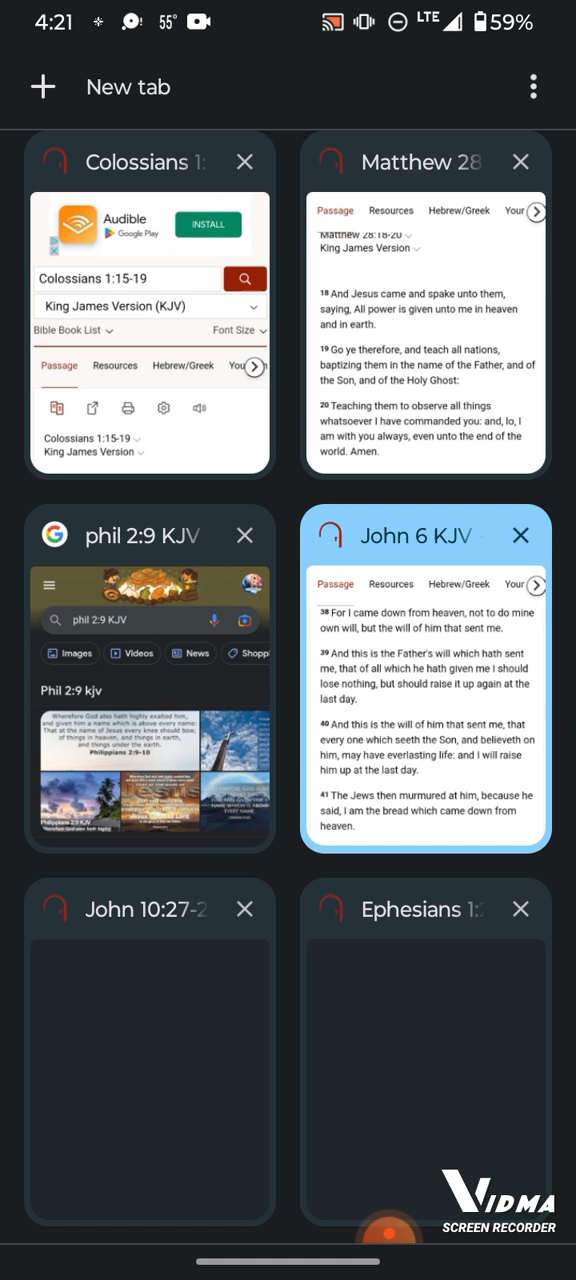 4:21
55°
LTE
59%
New tab
Colossians 1:
Matthew 28
Audible
Google Play
INSTALL
Colossians 1:15-19
King James Version (KJV)
Bible Book List
Font Size
Passage Resources Hebrew/Greek You
Colossians 1:15-19
King James Version
Passage Resources Hebrew/Greek Your
Matthew 28:18-20
King James Version
18 And Jesus came and spake unto them,
saying, All power is given unto me in heaven
and in earth.
19 Go ye therefore, and teach all nations,
baptizing them in the name of the Father, and of
the Son, and of the Holy Ghost:
20 Teaching them to observe all things
whatsoever I have commanded you: and, lo, I
am with you always, even unto the end of the
world. Amen.
phil 2:9 KJV
John 6 KJV
phil 2:9 KJV
Images
Videos
News
Shoppi
Phil 2:9 kjv
Wherefore God also hath highly exalted him,
and given him a name which is above every name:
That at the name of Jesus every knee should bow,
of things in heaven, and things in earth,
and things under the earth.
Philippians 2:9-10
Passage Resources Hebrew/Greek Your
38 For I came down from heaven, not to do mine
own will, but the will of him that sent me.
39 And this is the Father's will which hath sent
me, that of all which he hath given me I should
lose nothing, but should raise it up again at the
last day.
40 And this is the will of him that sent me, that
every one which seeth the Son, and believeth on
him, may have everlasting life: and I will raise
him up at the last day.
41 The Jews then murmured at him, because he
said, I am the bread which came down from
heaven.
John 10:27-2
Ephesians 1:
VIDMA
SCREEN RECORDER